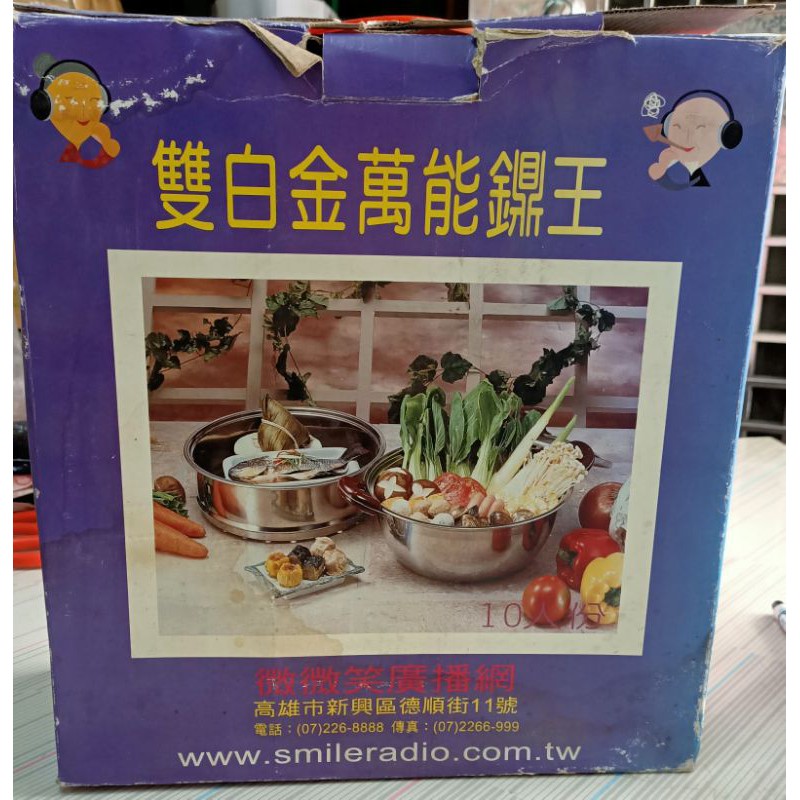 雙白金萬能鍋王
10人份
微微笑廣播網
高雄市新興區德順街11號
電話：(07)226-8888 傳真：(07)2266-999
www.smileradio.com.tw